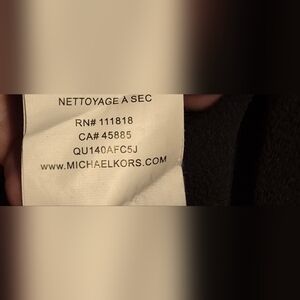 NETTOYAGE À SEC
RN# 111818
CA# 45885
QU140AFC5J
WWW.MICHAELKORS.COM